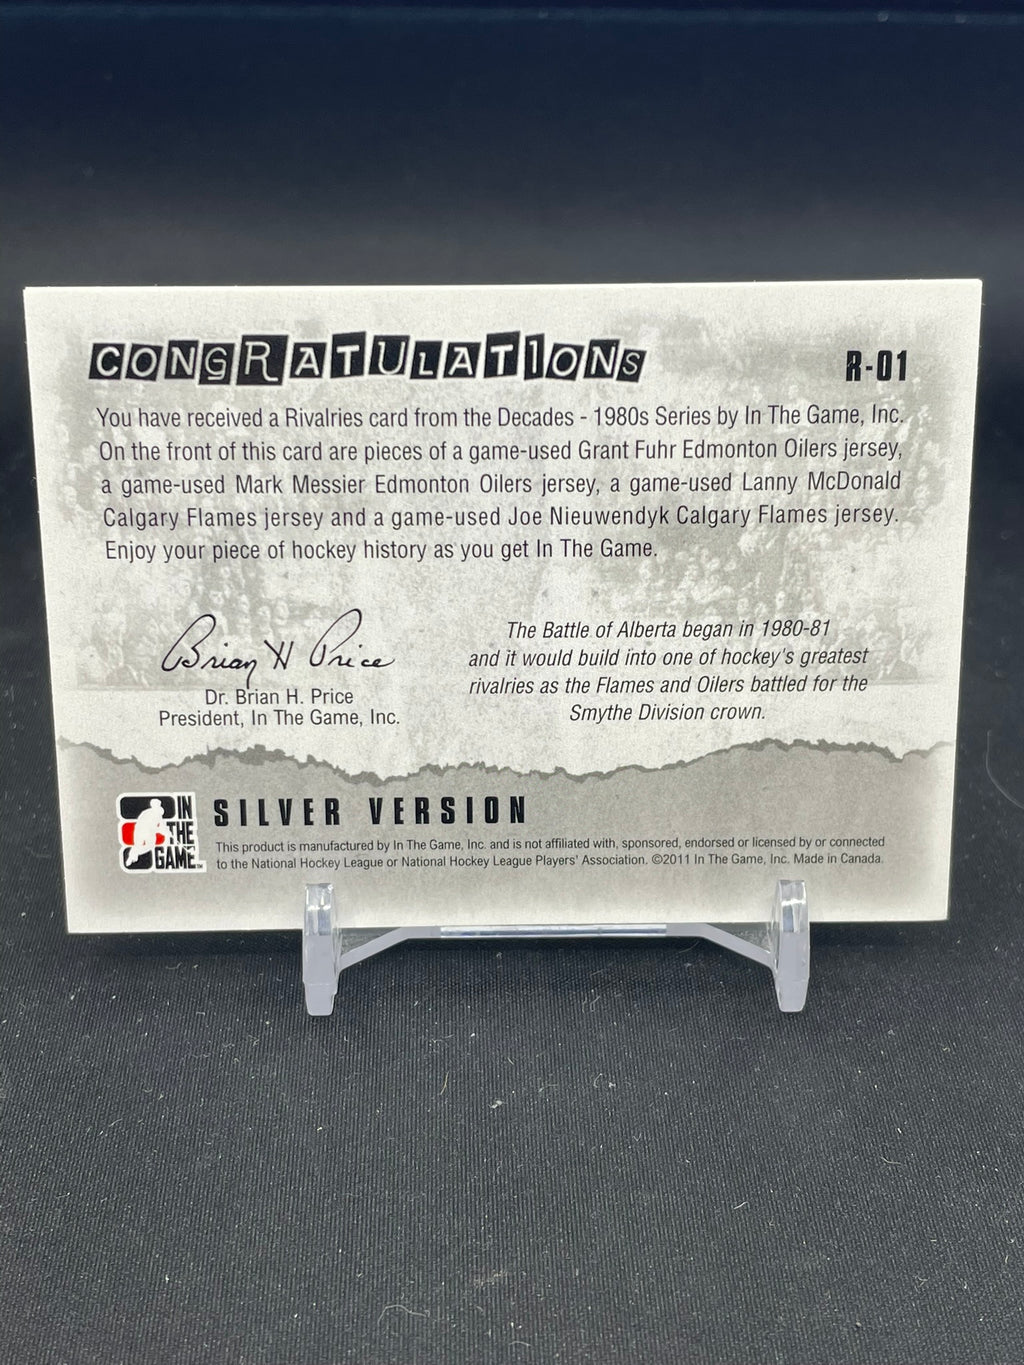 CONGRATULATIONS
R-01
You have received a Rivalries card from the Decades - 1980s Series by In The Game, Inc.
On the front of this card are pieces of a game-used Grant Fuhr Edmonton Oilers jersey,
a game-used Mark Messier Edmonton Oilers jersey, a game-used Lanny McDonald
Calgary Flames jersey and a game-used Joe Nieuwendyk Calgary Flames jersey.
Enjoy your piece of hockey history as you get In The Game.
Brian H Price
Dr. Brian H. Price
President, In The Game, Inc.
The Battle of Alberta began in 1980-81
and it would build into one of hockey's greatest
rivalries as the Flames and Oilers battled for the
Smythe Division crown.
IN
THE
GAME™
SILVER VERSION
This product is manufactured by In The Game, Inc. and is not affiliated with, sponsored, endorsed or licensed by or connected
to the National Hockey League or National Hockey League Players' Association. ©2011 In The Game, Inc. Made in Canada.